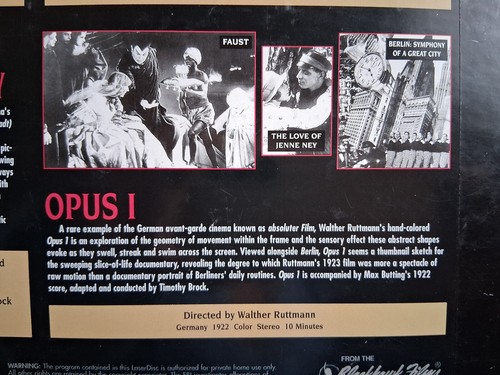 FAUST
THE LOVE OF
JENNE NEY
BERLIN: SYMPHONY
OF A GREAT CITY
OPUS I
A rare example of the German avant-garde cinema known as absoluter Film, Walther Ruttmann's hand-colored
Opus 1 is an exploration of the geometry of movement within the frame and the sensory effect these abstract shapes
evoke as they swell, streak and swim across the screen. Viewed alongside Berlin, Opus 1 seems a thumbnail sketch for
the sweeping slice-of-life documentary, revealing the degree to which Ruttmann's 1923 film was more a spectacle of
raw motion than a documentary portrait of Berliners' daily routines. Opus 1 is accompanied by Max Butting's 1922
score, adapted and conducted by Timothy Brock.
Directed by Walther Ruttmann
Germany 1922 Color Stereo 10 Minutes
WARNING: The program contained in this LaserDisc is authorized for private home use only.
FROM THE
Blackhawk Films